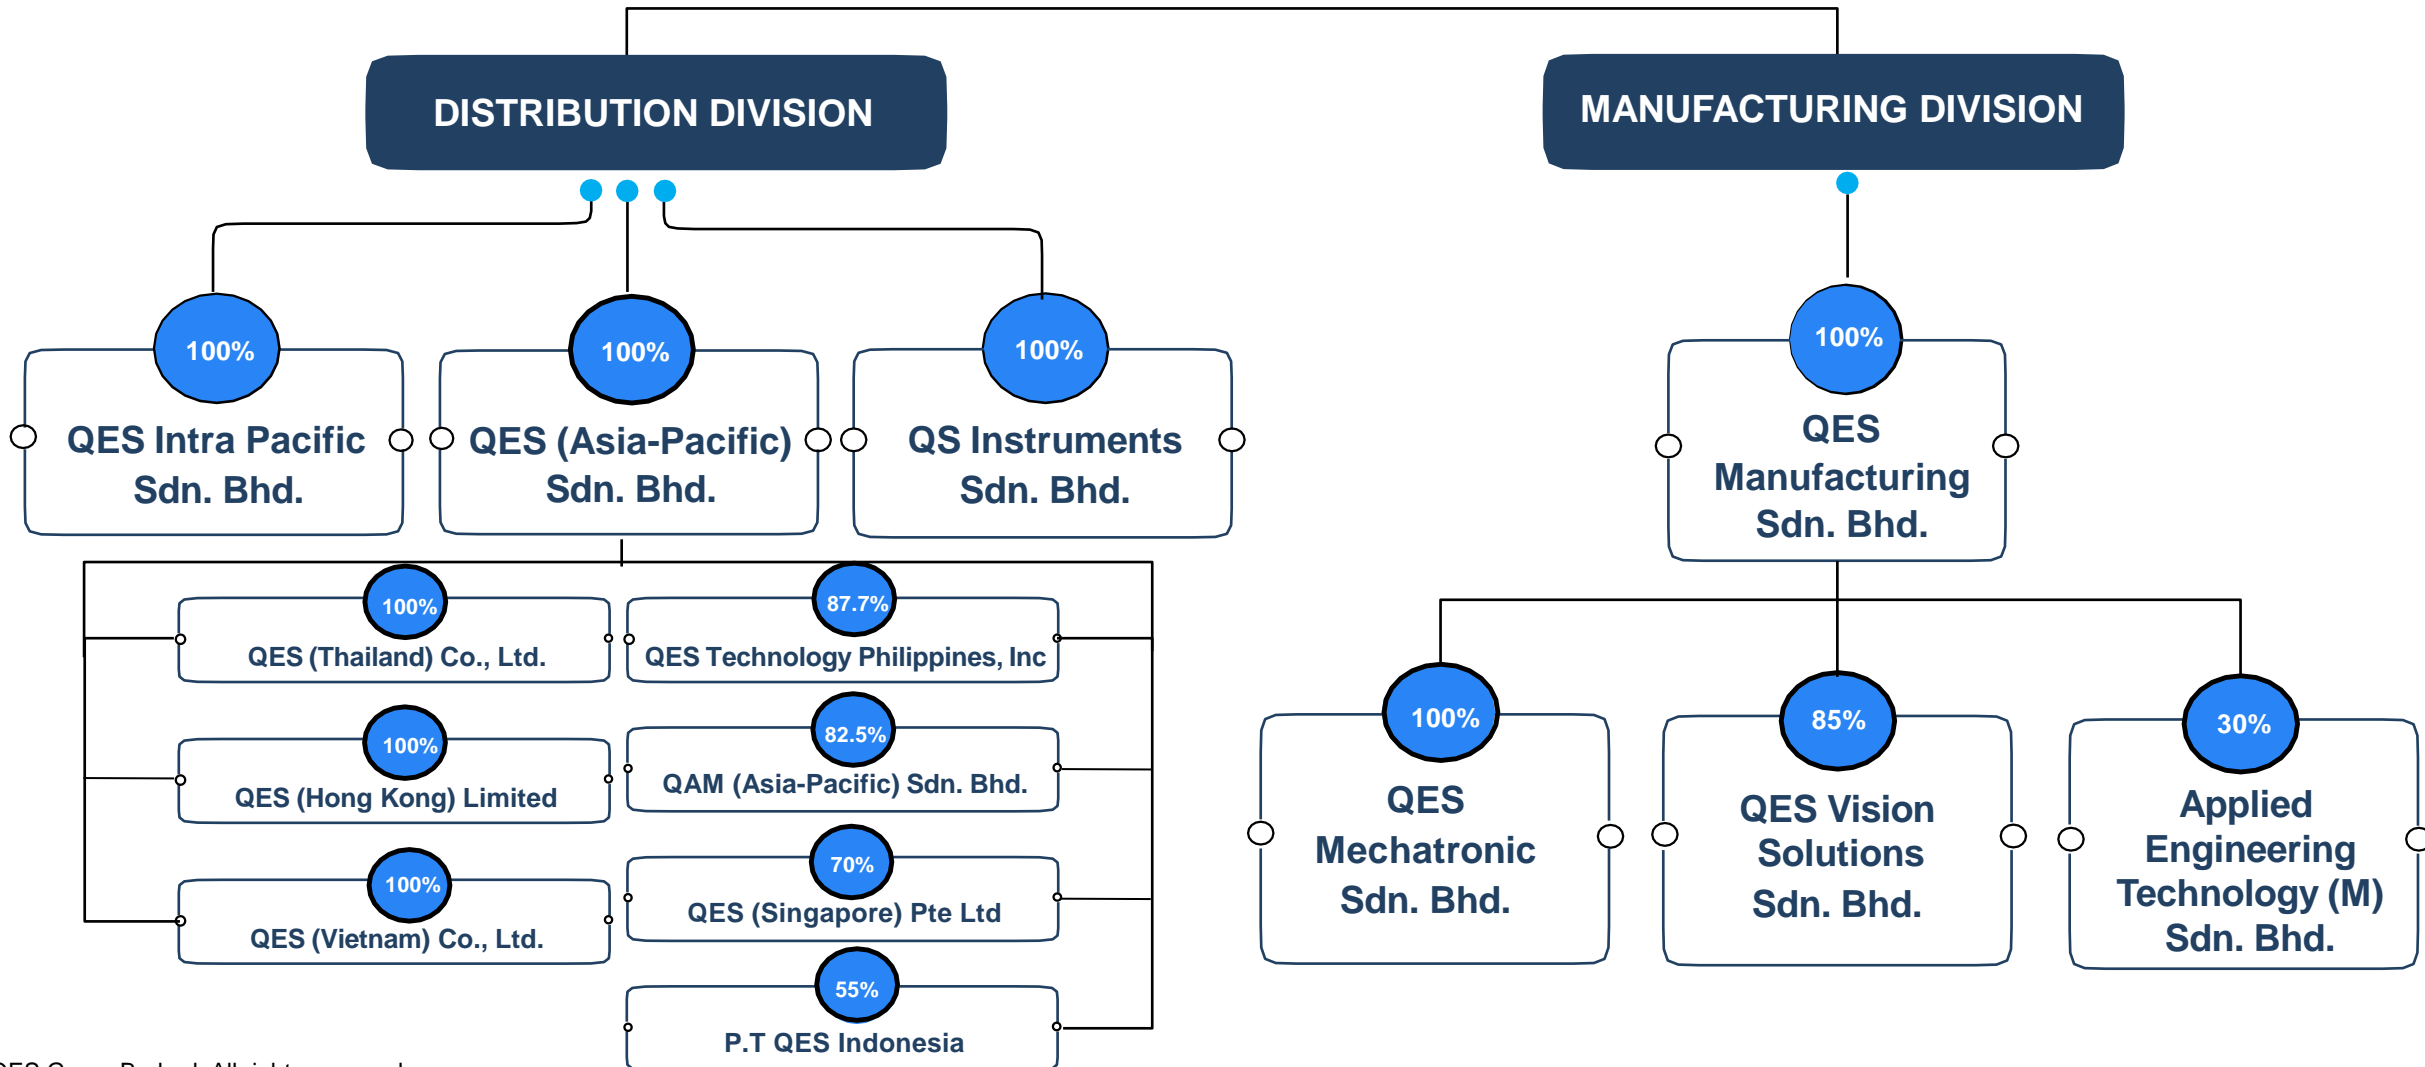 DISTRIBUTION DIVISION
MANUFACTURING DIVISION
100%
QES Intra Pacific
Sdn. Bhd.
100%
QES (Asia-Pacific)
Sdn. Bhd.
100%
QS Instruments
Sdn. Bhd.
100%
QES
Manufacturing
Sdn. Bhd.
100%
QES (Thailand) Co., Ltd.
100%
QES (Hong Kong) Limited
100%
QES (Vietnam) Co., Ltd.
87.7%
QES Technology Philippines, Inc
82.5%
QAM (Asia-Pacific) Sdn. Bhd.
70%
QES (Singapore) Pte Ltd
55%
P.T QES Indonesia
100%
QES
Mechatronic
Sdn. Bhd.
85%
QES Vision
Solutions
Sdn. Bhd.
30%
Applied
Engineering
Technology (M)
Sdn. Bhd.